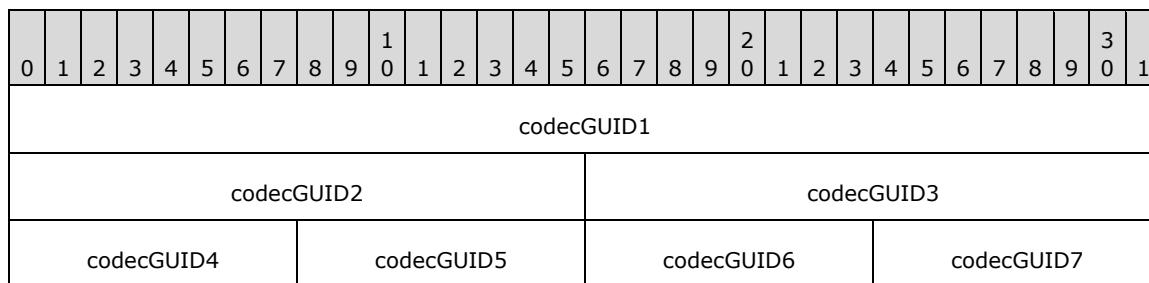 1 2 3
0 1 2 3 4 5 6 7 8 9 0 1 2 3 4 5 6 7 8 9 0 1 2 3 4 5 6 7 8 9 0 1
codecGUID1
codecGUID2 codecGUID3
codecGUID4 codecGUID5 codecGUID6 codecGUID7